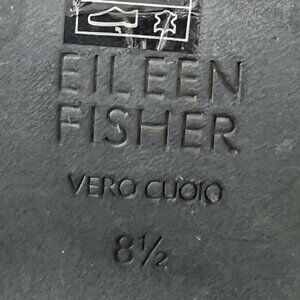 EILEEN
FISHER
VERO CUOIO
8½